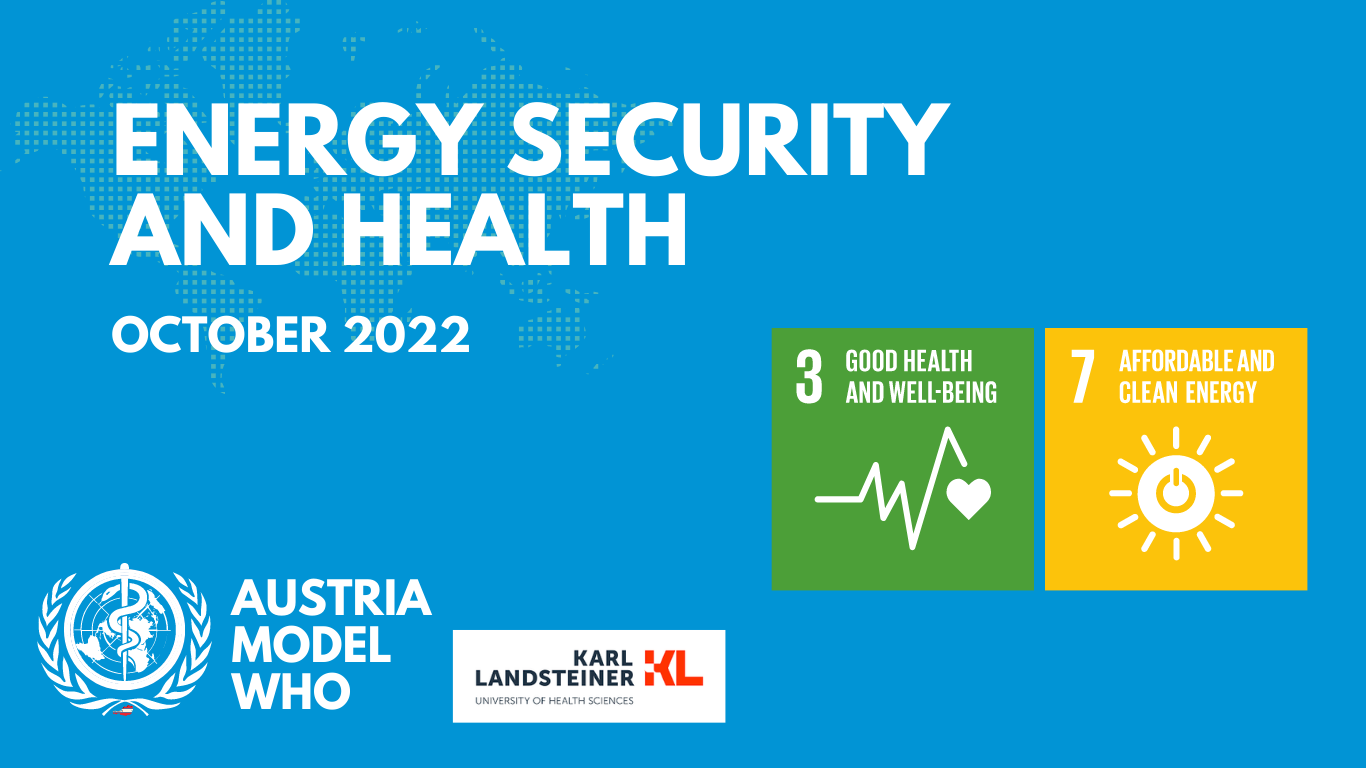 ENERGY SECURITY
AND HEALTH
OCTOBER 2022
3 GOOD HEALTH
AND WELL-BEING
7 AFFORDABLE AND
CLEAN ENERGY
AUSTRIA
MODEL
WHO
KARL
LANDSTEINER KL
UNIVERSITY OF HEALTH SCIENCES